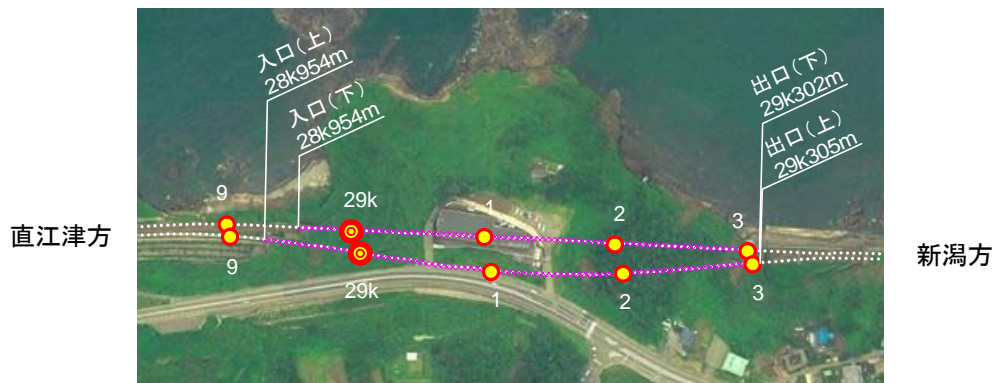 入口(上)
28k954m
入口(下)
28k954m
出口(下)
29k302m
出口(上)
29k305m
直江津方
新潟方
9
29k
1
2
3
9
29k
1
2
3